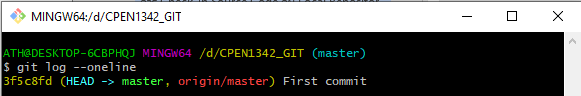 MINGW64:/d/CPEN1342_GIT
ATH@DESKTOP-6CBPHQJ MINGW64 /d/CPEN1342_GIT (master)
$ git log --oneline
3f5c8fd (HEAD -> master, origin/master) First commit